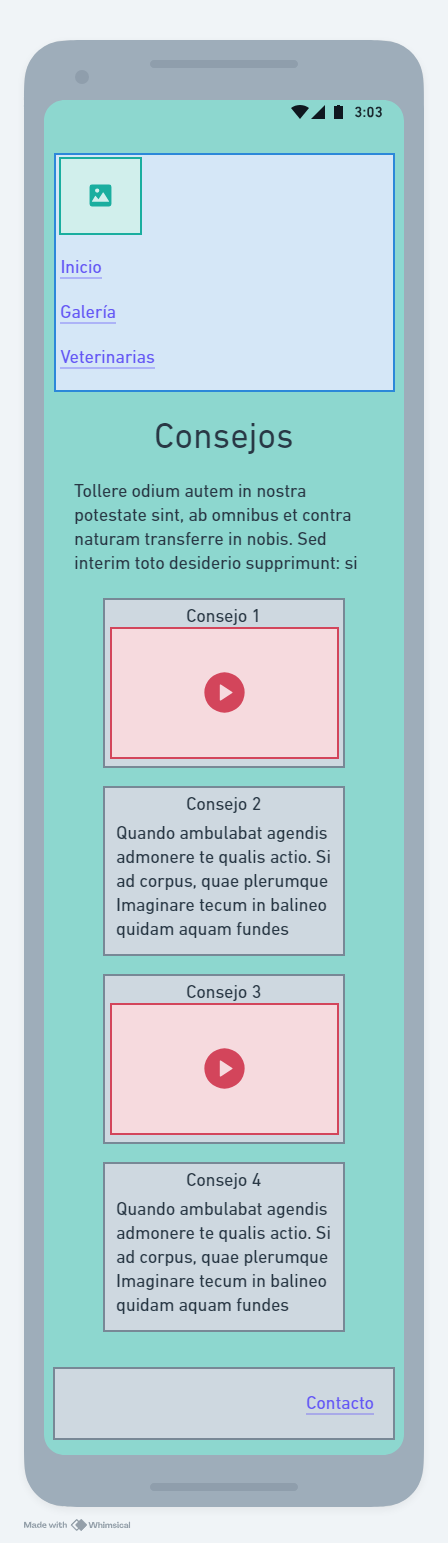 3:03
Inicio
Galería
Veterinarias
Consejos
Tollere odium autem in nostra
potestate sint, ab omnibus et contra
naturam transferre in nobis. Sed
interim toto desiderio supprimunt: si
Consejo 1
Consejo 2
Quando ambulabat agendis
admonere te qualis actio. Si
ad corpus, quae plerumque
Imaginare tecum in balineo
quidam aquam fundes
Consejo 3
Consejo 4
Quando ambulabat agendis
admonere te qualis actio. Si
ad corpus, quae plerumque
Imaginare tecum in balineo
quidam aquam fundes
Contacto
Made with Whimsical